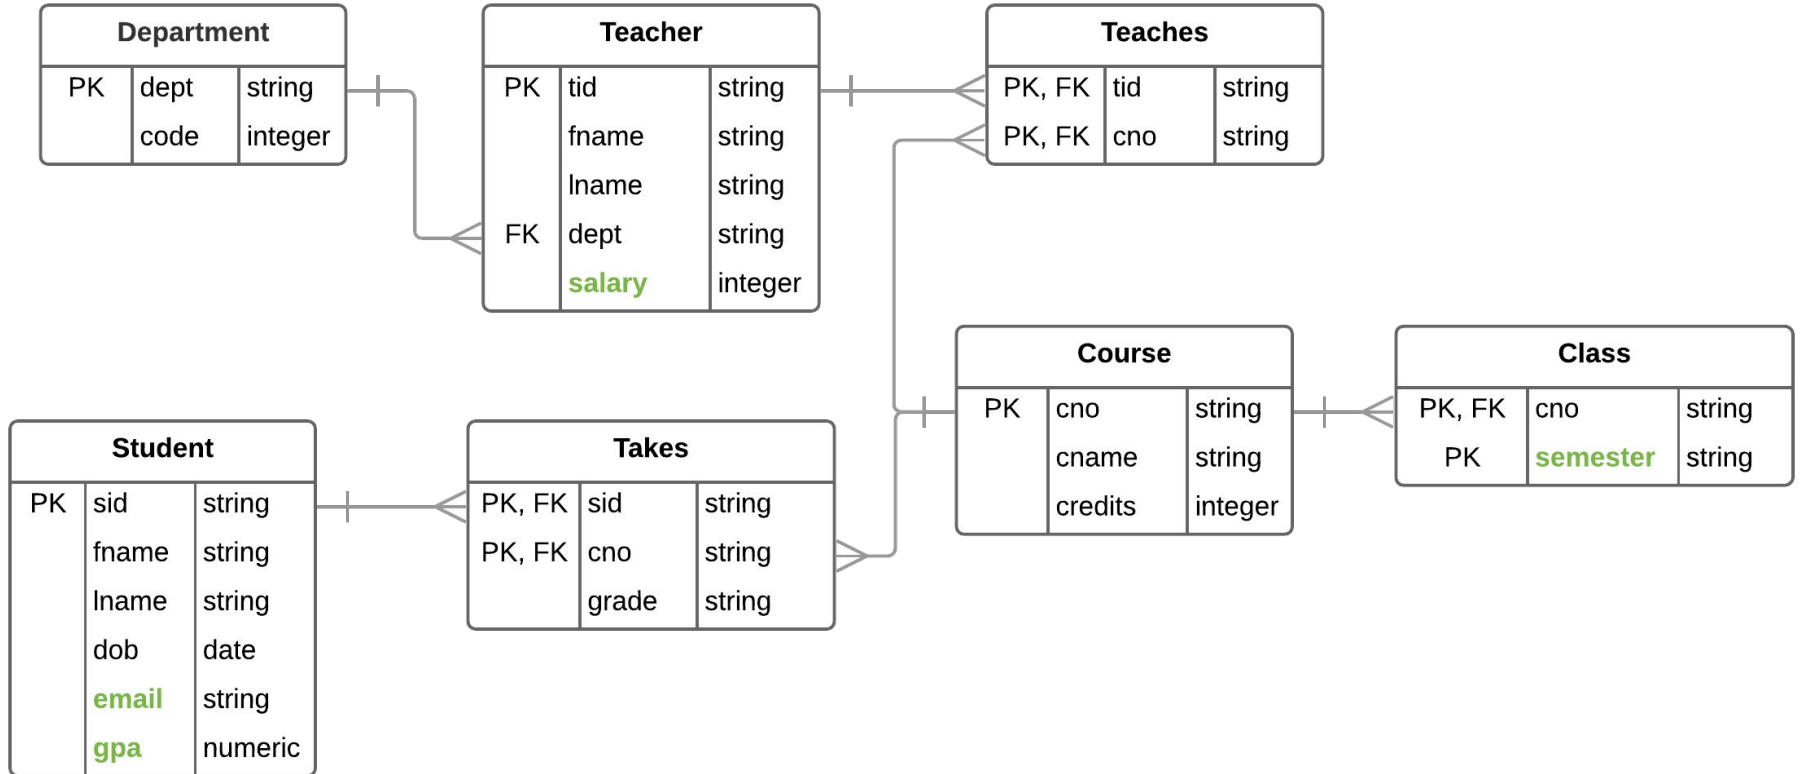 Department
PK dept string
code integer
Teacher
PK tid string
fname string
lname string
FK dept string
salary integer
Teaches
PK, FK tid string
PK, FK cno string
Course
PK cno string
cname string
credits integer
Class
PK, FK cno string
PK semester string
Student
PK sid string
fname string
lname string
dob date
email string
gpa numeric
Takes
PK, FK sid string
PK, FK cno string
grade string